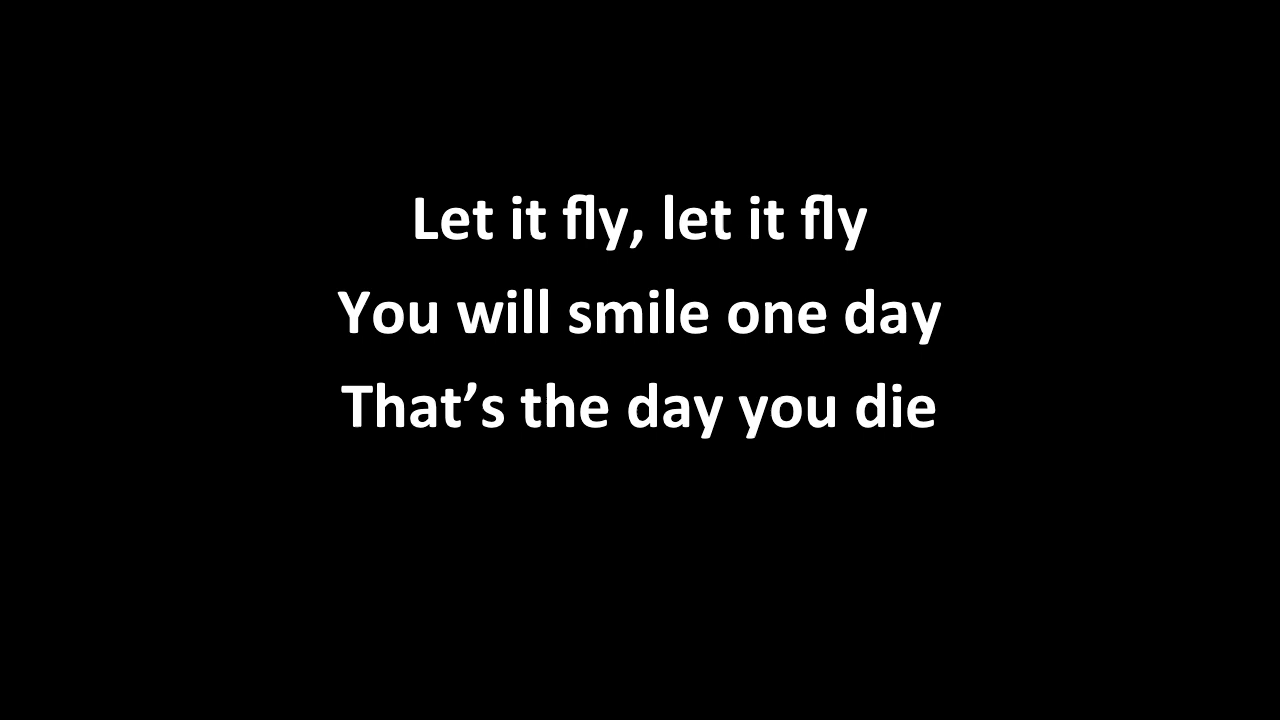 Let it fly, let it fly
You will smile one day
That’s the day you die